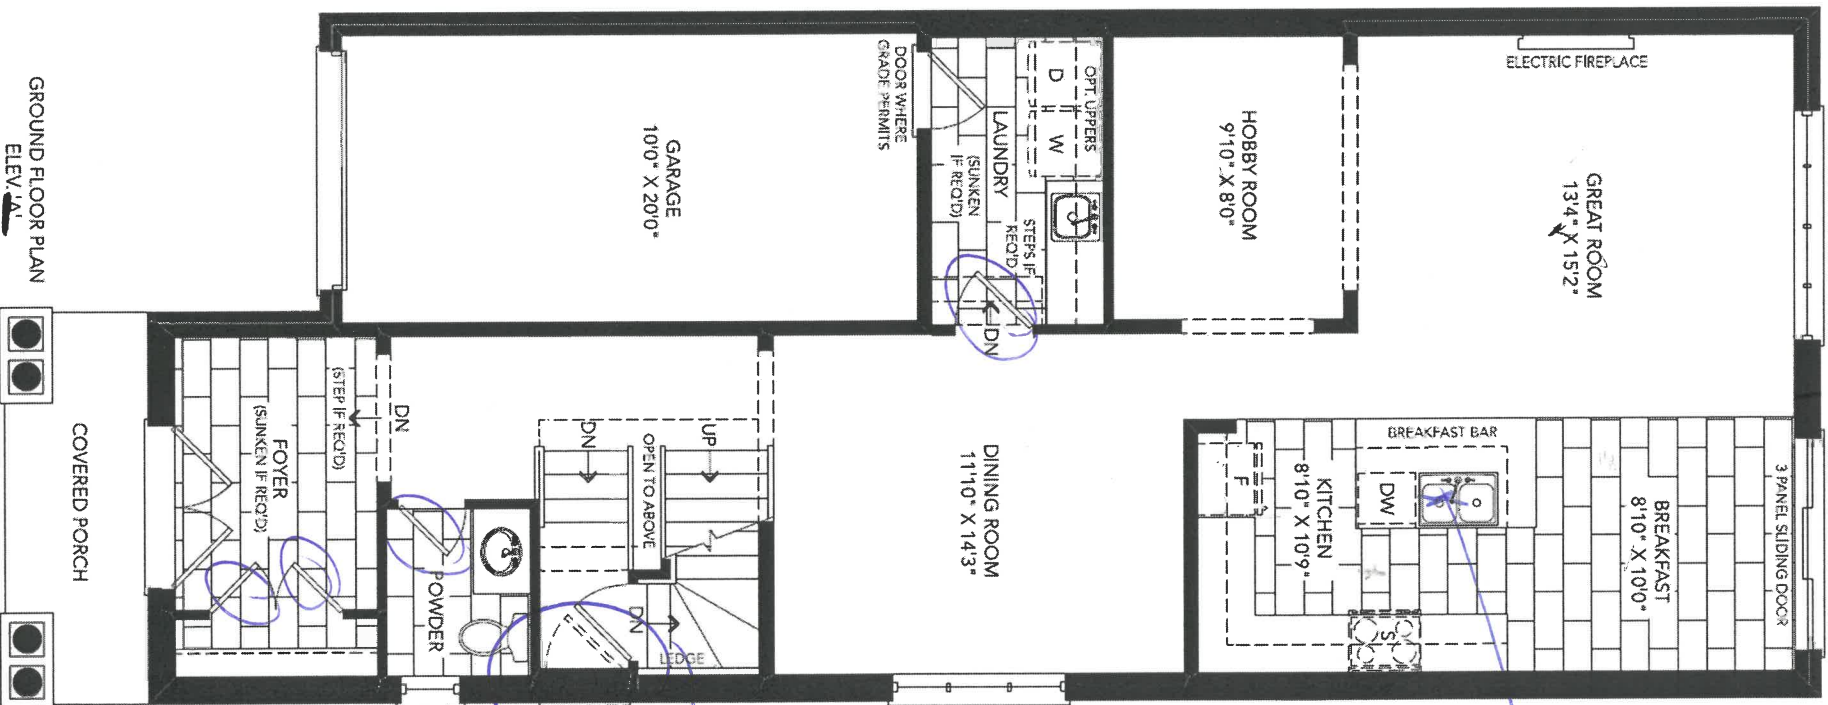 ELECTRIC FIREPLACE
GREAT ROOM
13'4" X 15'2"
3 PANEL SLIDING DOOR
BREAKFAST
8'10" X 10'0"
BREAKFAST BAR
DW
KITCHEN
8'10" X 10'9"
F
S
HOBBY ROOM
9'10" X 8'0"
OPT. UPPERS
D
W
LAUNDRY
(SUNKEN
IF REQ'D)
STEPS IF
REQ'D
DN
DINING ROOM
11'10" X 14'3"
DOOR WHERE
GRADE PERMITS
GARAGE
10'0" X 20'0"
UP
OPEN TO ABOVE
DN
DN
LEDGE
POWDER
DN
(STEP IF REQ'D)
FOYER
(SUNKEN IF REQ'D)
COVERED PORCH
GROUND FLOOR PLAN
ELEV. 'A'